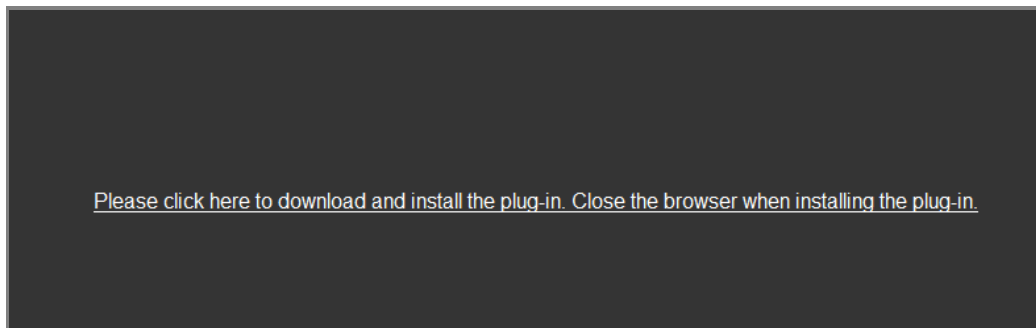 Please click here to download and install the plug-in. Close the browser when installing the plug-in.